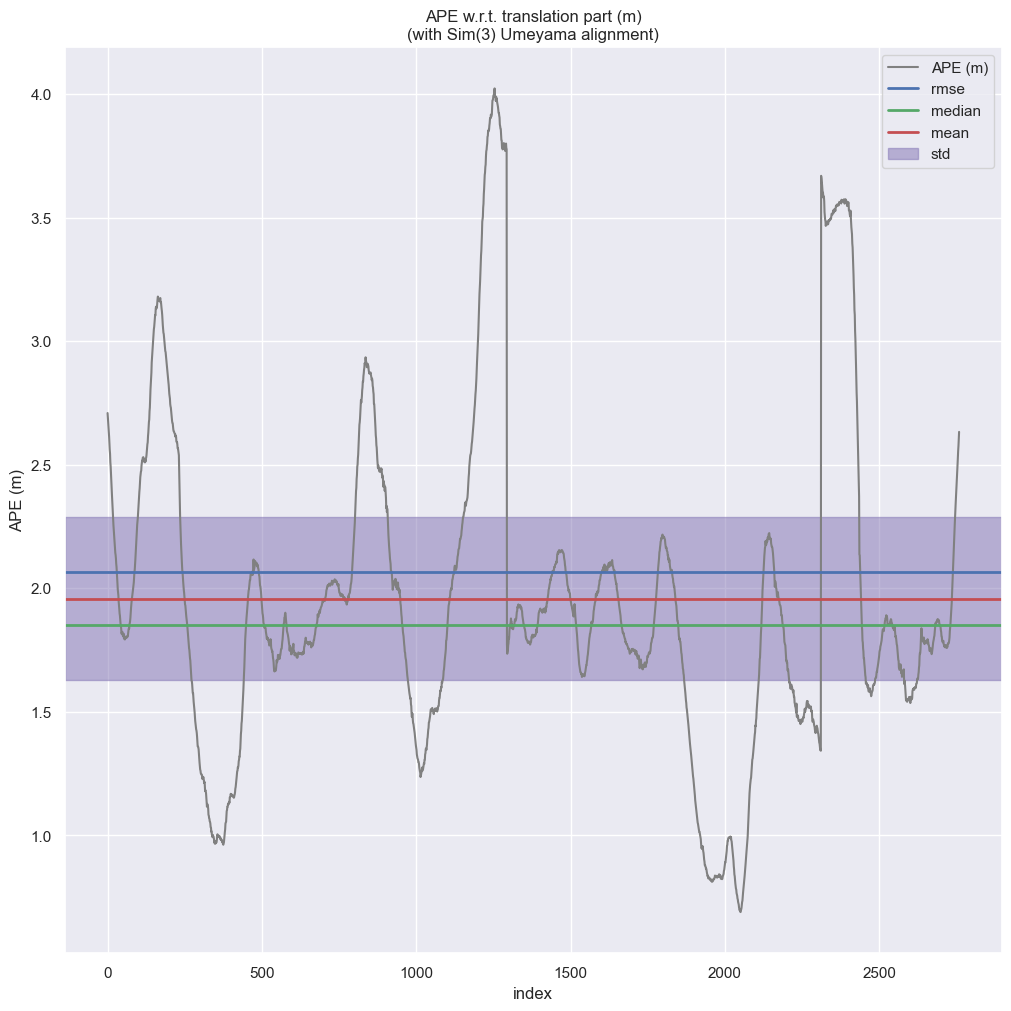 APE w.r.t. translation part (m)
(with Sim(3) Umeyama alignment)
APE (m)
rmse
median
mean
std
4.0
3.5
3.0
2.5
2.0
1.5
1.0
APE (m)
0 500 1000 1500 2000 2500
index